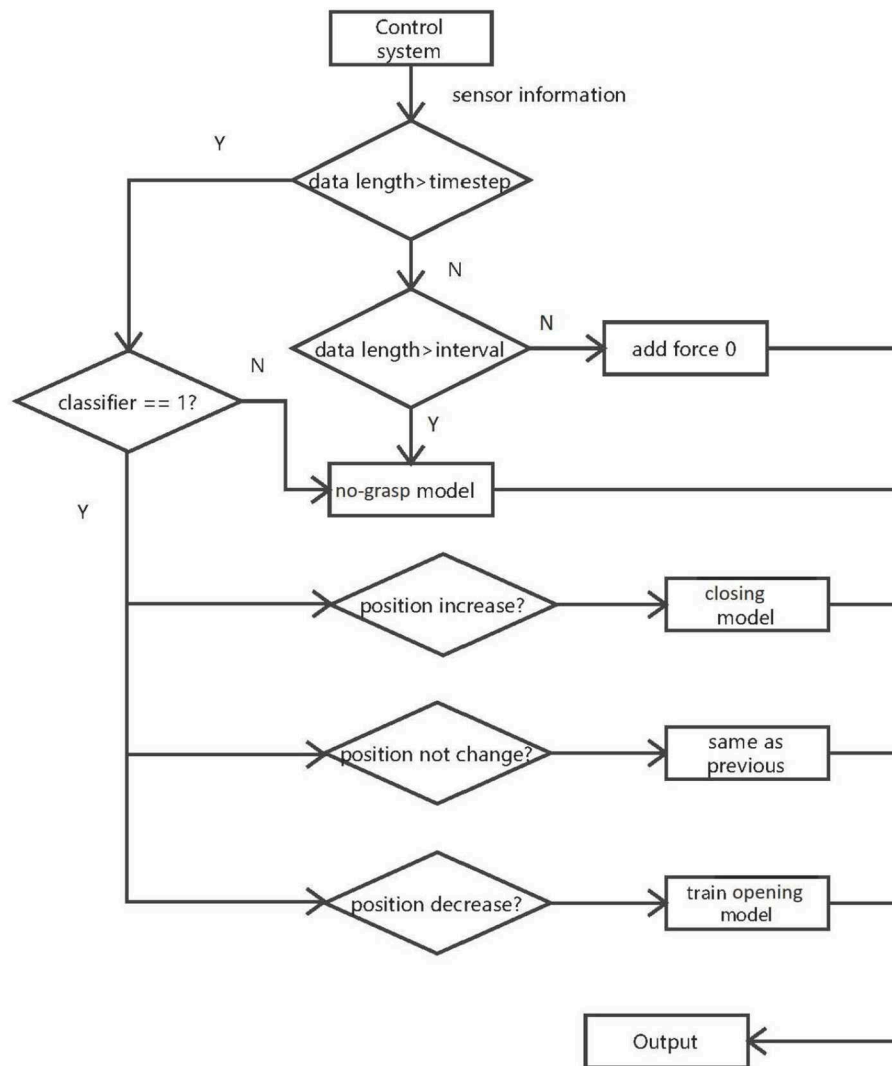 Control
system
sensor information
Y
data length>timestep
N
data length>interval
N
add force 0
classifier == 1?
N
Y
no-grasp model
Y
position increase?
closing
model
position not change?
same as
previous
position decrease?
train opening
model
Output